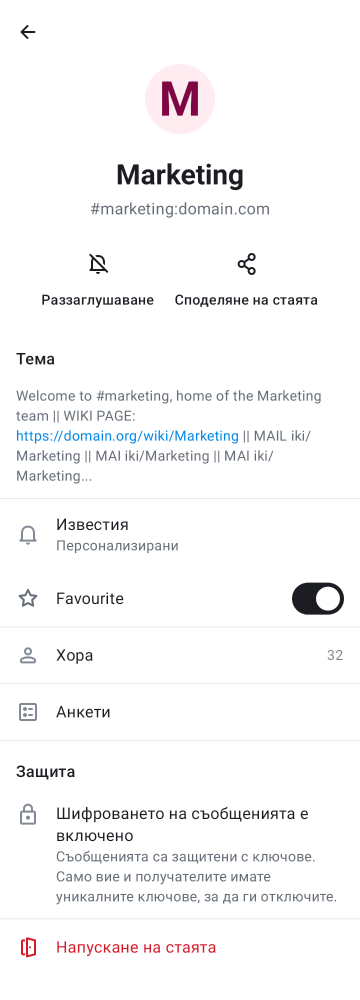 M
Marketing
#marketing:domain.com
Раззаглушаване
Споделяне на стаята
Тема
Welcome to #marketing, home of the Marketing
team || WIKI PAGE:
https://domain.org/wiki/Marketing || MAIL iki/
Marketing || MAI iki/Marketing || MAI iki/
Marketing...
Известия
Персонализирани
Favourite
Хора
32
Анкети
Защита
Шифроването на съобщенията е
включено
Съобщенията са защитени с ключове.
Само вие и получателите имате
уникалните ключове, за да ги отключите.
Напускане на стаята